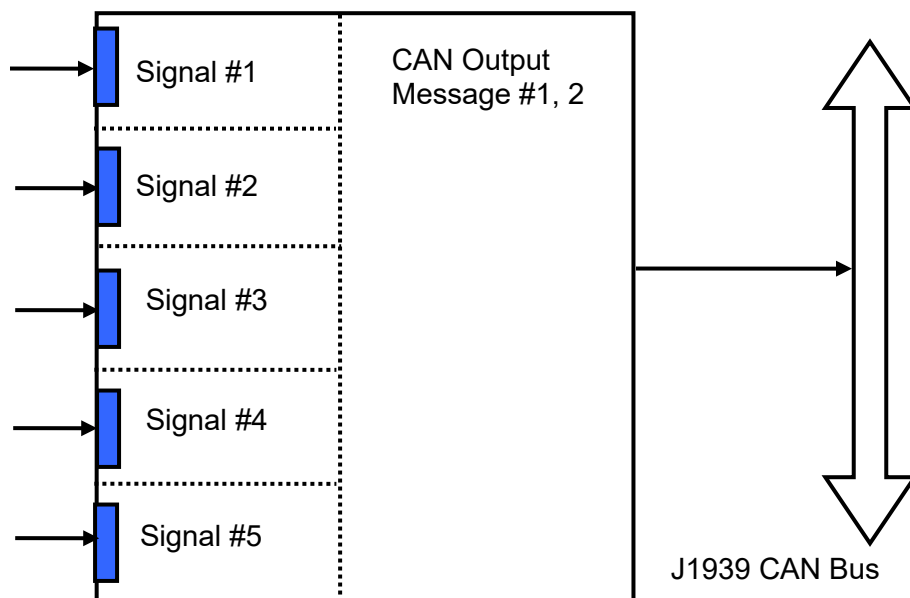 Signal #1
CAN Output
Message #1, 2
Signal #2
Signal #3
Signal #4
Signal #5
J1939 CAN Bus